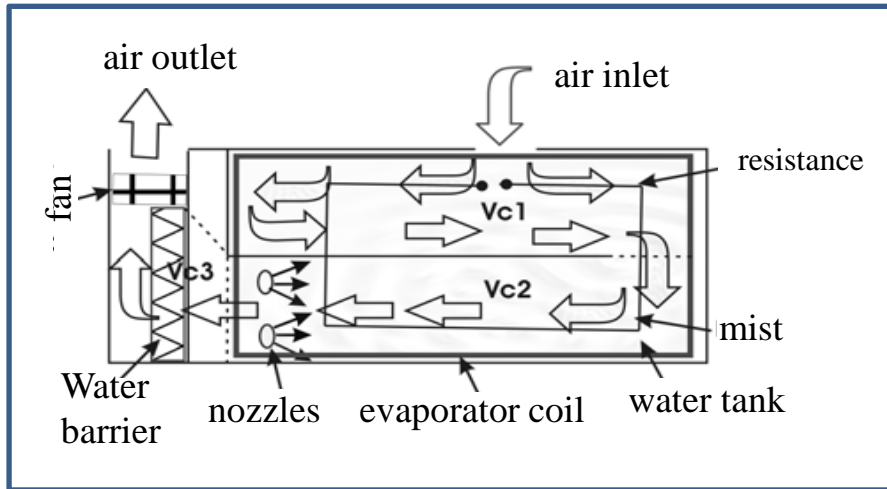 air outlet
air inlet
resistance
fan
Vc1
Vc3
Vc2
mist
Water
barrier
nozzles
evaporator coil
water tank